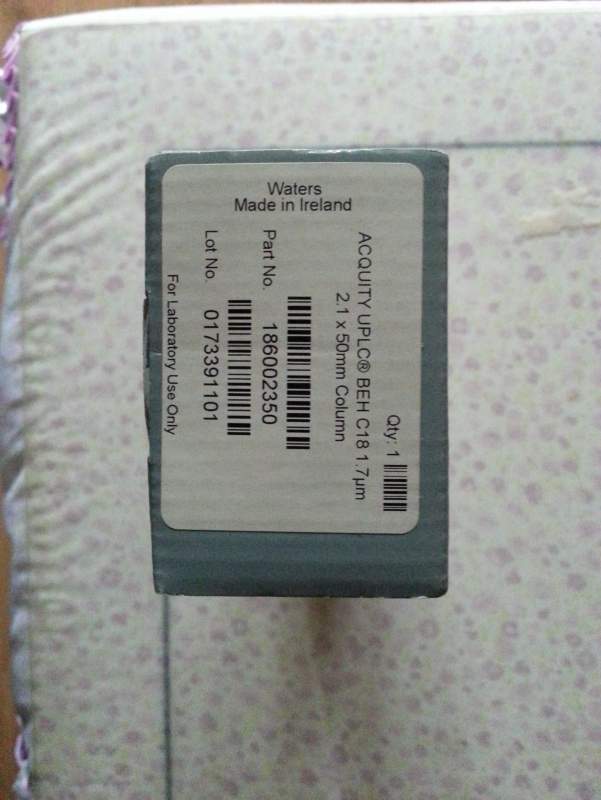 Waters
Made in Ireland
Qty: 1
ACQUITY UPLC® BEH C18 1.7µm
2.1 x 50mm Column
Part No. 186002350
Lot No. 0173391101
For Laboratory Use Only